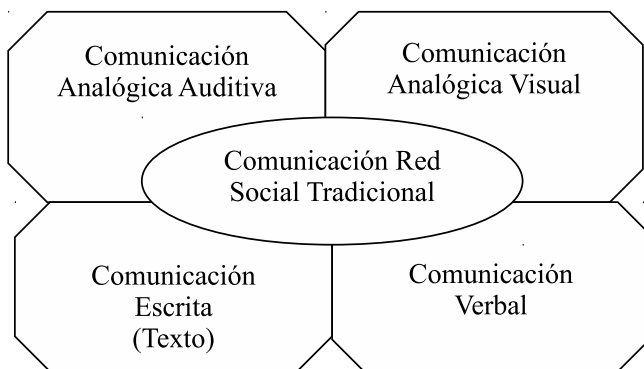 Comunicación
Analógica Auditiva
Comunicación
Analógica Visual
Comunicación Red
Social Tradicional
Comunicación
Escrita
(Texto)
Comunicación
Verbal